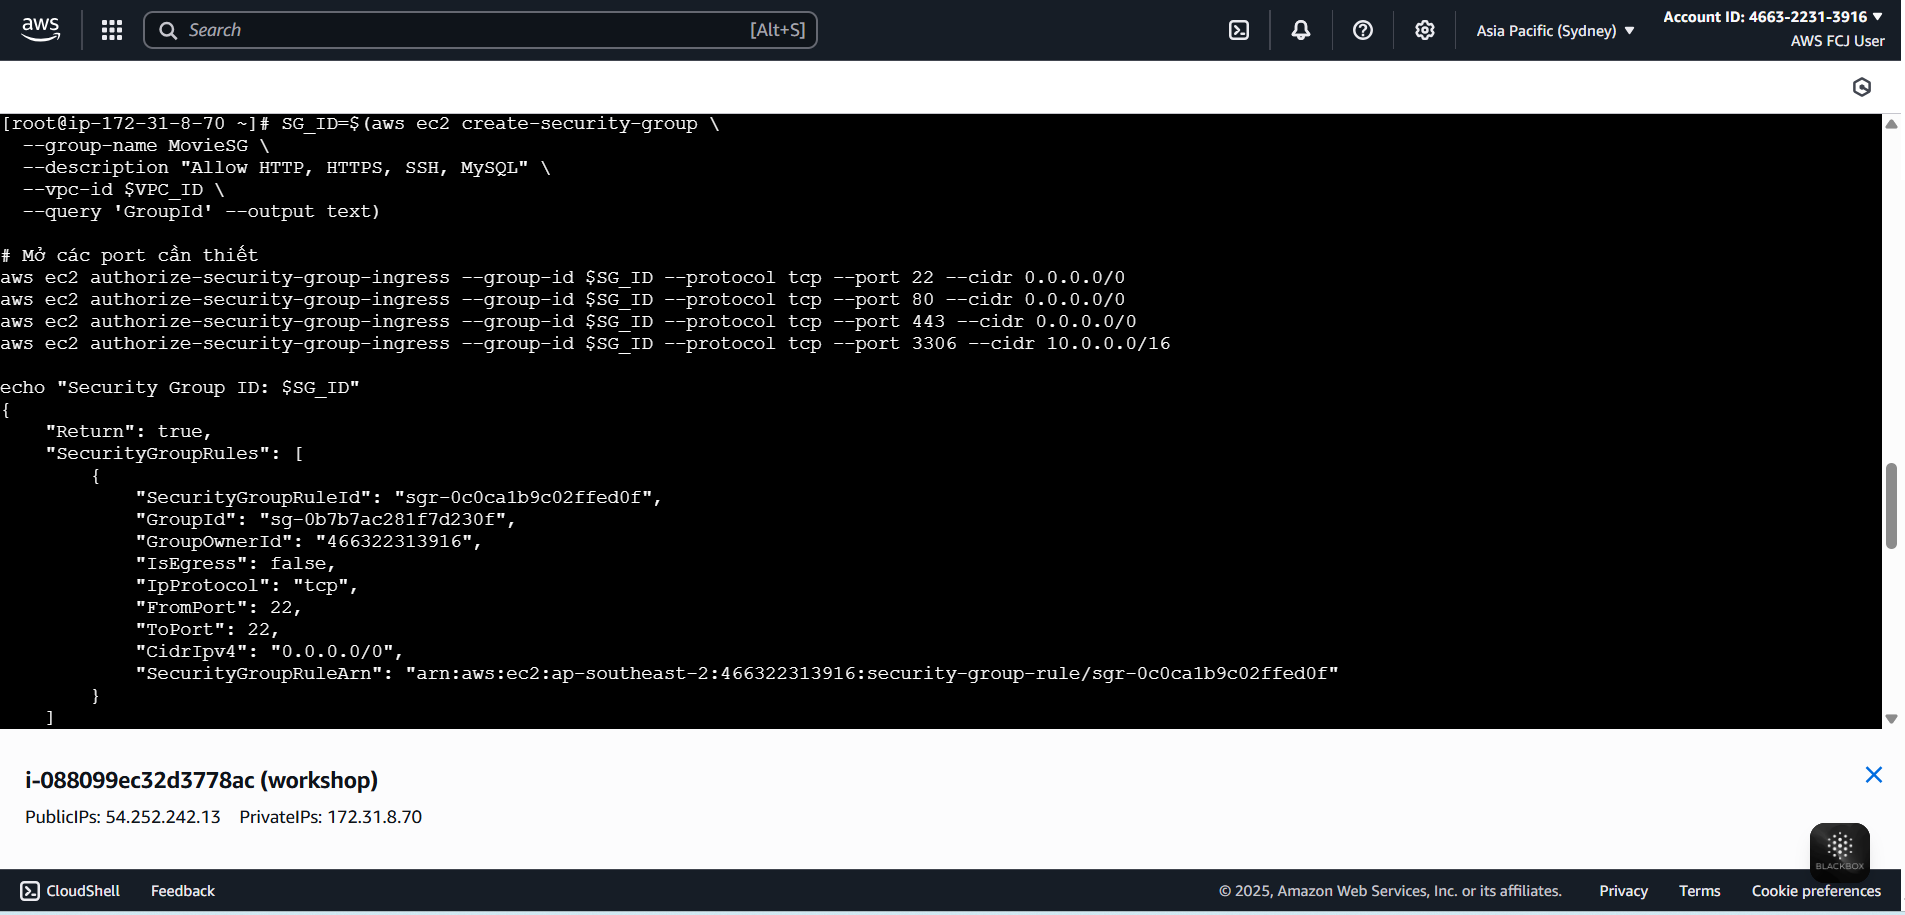 aws
Search
[Alt+S]
Asia Pacific (Sydney)
Account ID: 4663-2231-3916
AWS FCJ User
[root@ip-172-31-8-70 ~]# SG_ID=$(aws ec2 create-security-group \
  --group-name MovieSG \
  --description "Allow HTTP, HTTPS, SSH, MySQL" \
  --vpc-id $VPC_ID \
  --query 'GroupId' --output text)
# Mở các port cần thiết
aws ec2 authorize-security-group-ingress --group-id $SG_ID --protocol tcp --port 22 --cidr 0.0.0.0/0
aws ec2 authorize-security-group-ingress --group-id $SG_ID --protocol tcp --port 80 --cidr 0.0.0.0/0
aws ec2 authorize-security-group-ingress --group-id $SG_ID --protocol tcp --port 443 --cidr 0.0.0.0/0
aws ec2 authorize-security-group-ingress --group-id $SG_ID --protocol tcp --port 3306 --cidr 10.0.0.0/16
echo "Security Group ID: $SG_ID"
{
    "Return": true,
    "SecurityGroupRules": [
        {
            "SecurityGroupRuleId": "sgr-0c0ca1b9c02ffed0f",
            "GroupId": "sg-0b7b7ac281f7d230f",
            "GroupOwnerId": "466322313916",
            "IsEgress": false,
            "IpProtocol": "tcp",
            "FromPort": 22,
            "ToPort": 22,
            "CidrIpv4": "0.0.0.0/0",
            "SecurityGroupRuleArn": "arn:aws:ec2:ap-southeast-2:466322313916:security-group-rule/sgr-0c0ca1b9c02ffed0f"
        }
    ]
i-088099ec32d3778ac (workshop)
PublicIPs: 54.252.242.13 PrivateIPs: 172.31.8.70
BLACKBOX
CloudShell
Feedback
© 2025, Amazon Web Services, Inc. or its affiliates.
Privacy
Terms
Cookie preferences